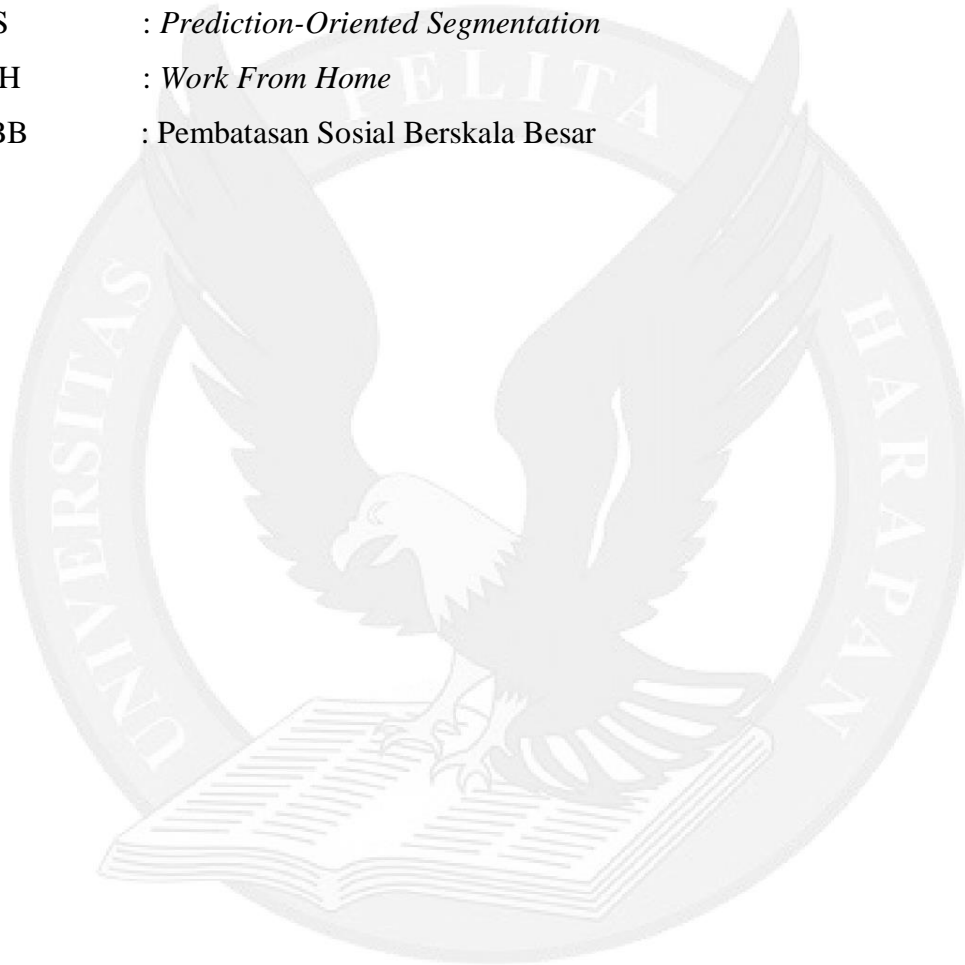 S : Prediction-Oriented Segmentation
H : Work From Home
BB : Pembatasan Sosial Berskala Besar
UNIVERSITAS PELITA HARAPAN